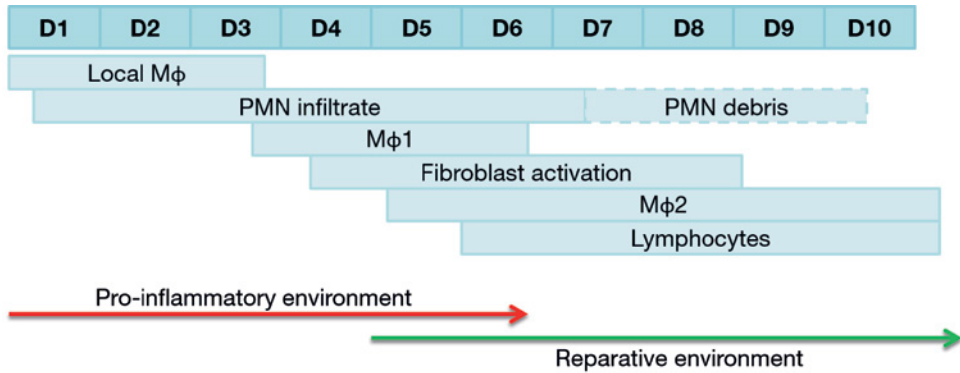 D1 D2 D3 D4 D5 D6 D7 D8 D9 D10
Local Mϕ
PMN infiltrate PMN debris
Mϕ1
Fibroblast activation
Mϕ2
Lymphocytes
Pro-inflammatory environment
Reparative environment